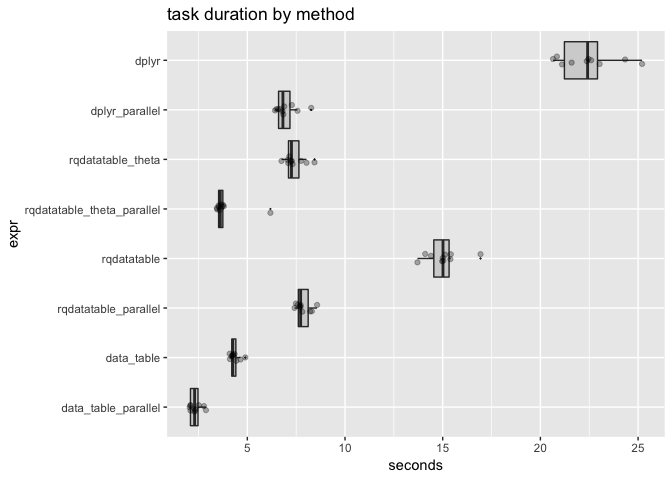 task duration by method
dplyr
dplyr_parallel
rqdatatable_theta
rqdatatable_theta_parallel
rqdatatable
rqdatatable_parallel
data_table
data_table_parallel
expr
5 10 15 20 25
seconds